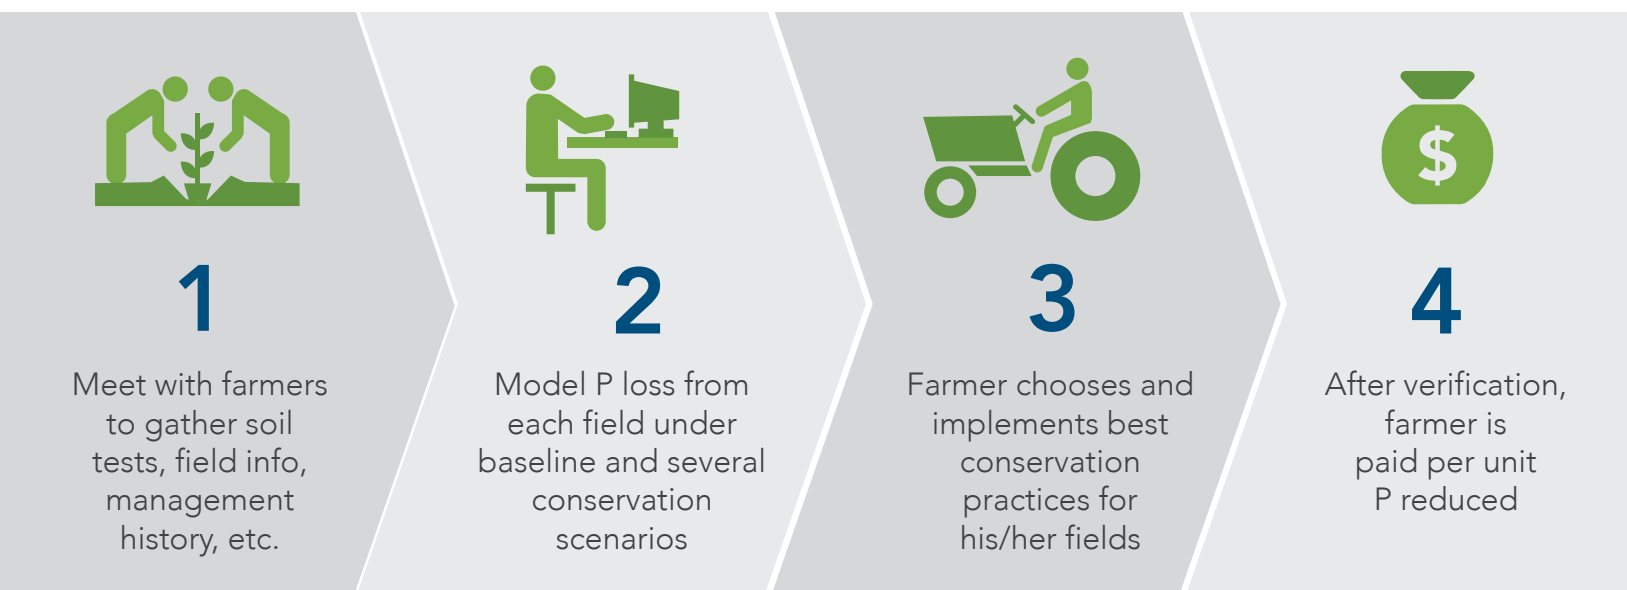 $
1
Meet with farmers
to gather soil
tests, field info,
management
history, etc.
2
Model P loss from
each field under
baseline and several
conservation
scenarios
3
Farmer chooses and
implements best
conservation
practices for
his/her fields
4
After verification,
farmer is
paid per unit
P reduced